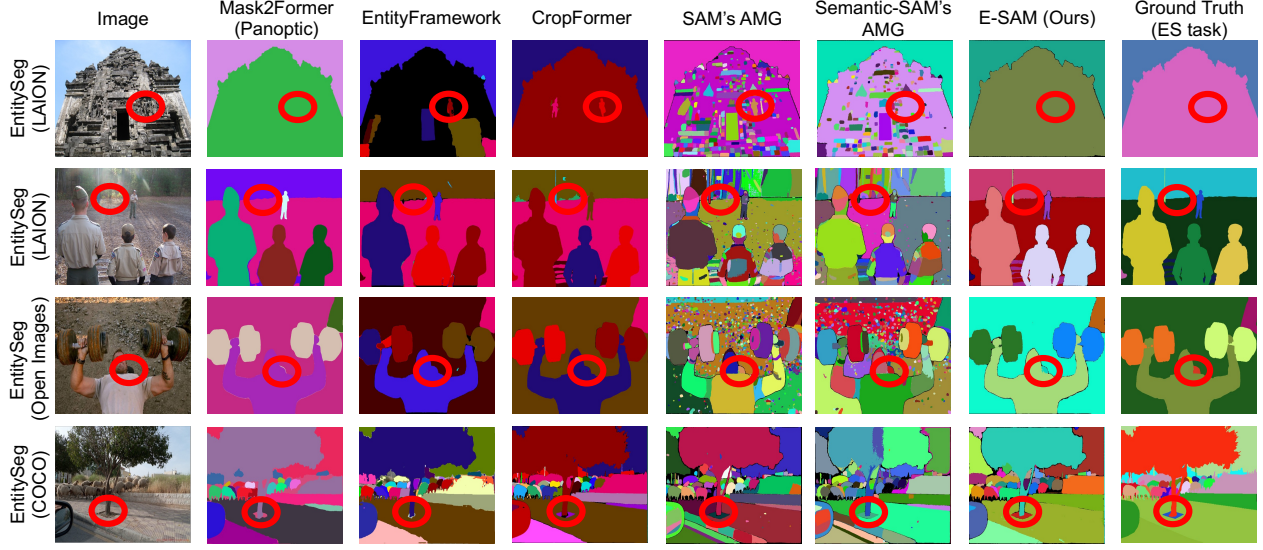 Image
Mask2Former
(Panoptic)
EntityFramework
CropFormer
SAM's AMG
Semantic-SAM's
AMG
E-SAM (Ours)
Ground Truth
(ES task)
EntitySeg
(LAION)
EntitySeg
(LAION)
EntitySeg
(Open Images)
EntitySeg
(COCO)